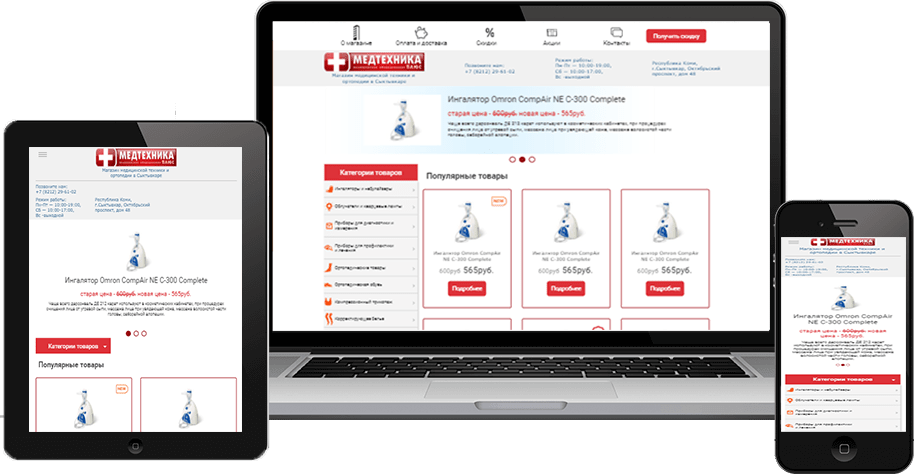 О магазине
Оплата и доставка
Скидки
Акции
Контакты
Получить скидку
МЕДТЕХНИКА
ПЛЮС
Магазин медицинской техники и
ортопедии в Сыктывкаре
Позвоните нам:
+7 (8212) 29-61-02
Режим работы:
Пн-Пт — 10:00-19:00,
Сб — 10:00-17:00,
Вс -выходной
Республика Коми,
г.Сыктывкар, Октябрьский
проспект, дом 48
Ингалятор Omron CompAir NE C-300 Complete
старая цена - 600руб. новая цена - 565руб.
Категории товаров
Популярные товары
Ингаляторы и небулайзеры
Облучатели и кварцевые лампы
Приборы для диагностики и
измерения
Приборы для профилактики
и лечения
Ортопедические товары
Ортопедическая обувь
Компрессионный трикотаж
Корректирующее белье
NEW
Ингалятор Omron CompAir
NE C-300 Complete
600руб 565руб.
Подробнее
Ингалятор Omron CompAir
NE C-300 Complete
600руб 565руб.
Подробнее
Ингалятор Omron CompAir
NE C-300 Complete
600руб 565руб.
Подробнее
МЕДТЕХНИКА
ПЛЮС
Магазин медицинской техники и
ортопедии в Сыктывкаре
Позвоните нам:
+7 (8212) 29-61-02
Режим работы:
Пн-Пт — 10:00-19:00,
Сб — 10:00-17:00,
Вс -выходной
Республика Коми,
г.Сыктывкар, Октябрьский
проспект, дом 48
Ингалятор Omron CompAir NE C-300 Complete
старая цена - 600руб. новая цена - 565руб.
Категории товаров
Популярные товары
NEW
МЕДТЕХНИКА
Магазин медицинской техники и
ортопедии в Сыктывкаре
Ингалятор Omron CompAir
NE C-300 Complete
старая цена - 600руб. новая
цена - 565руб.
Категории товаров
Ингаляторы и небулайзеры
Облучатели и кварцевые лампы
Приборы для диагностики и
измерения
Приборы для профилактики
и лечения